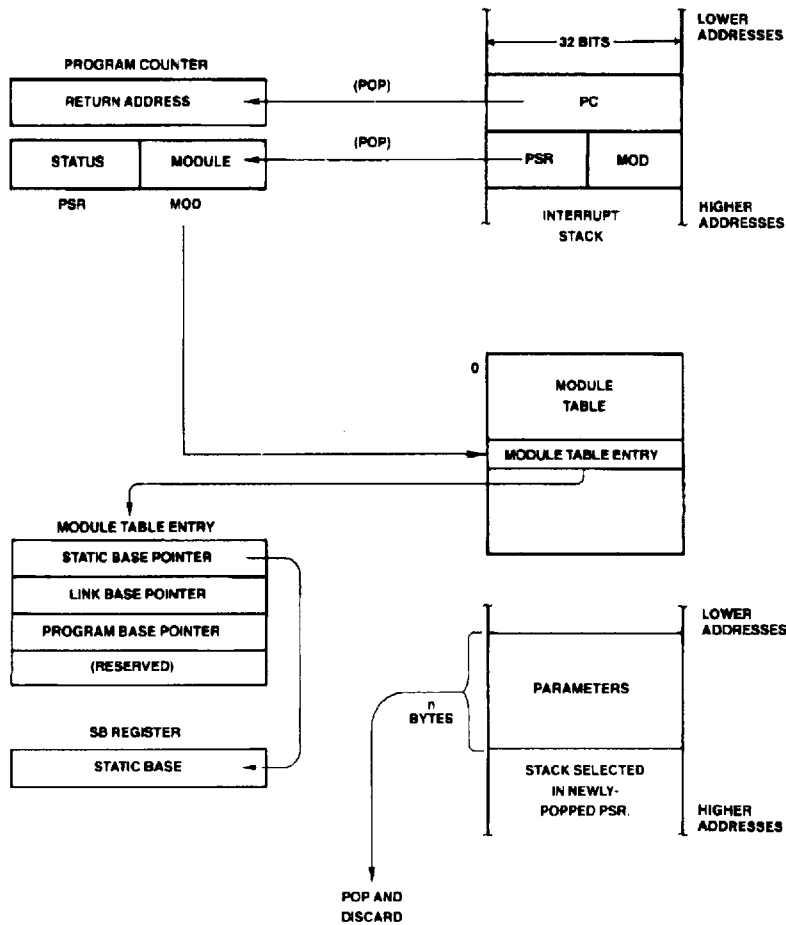 LOWER
ADDRESSES
32 BITS
PROGRAM COUNTER
(POP)
RETURN ADDRESS
PC
(POP)
STATUS
MODULE
PSR
MOD
PSR
MOD
HIGHER
ADDRESSES
INTERRUPT
STACK
0
MODULE
TABLE
MODULE TABLE ENTRY
MODULE TABLE ENTRY
STATIC BASE POINTER
LINK BASE POINTER
PROGRAM BASE POINTER
(RESERVED)
LOWER
ADDRESSES
PARAMETERS
n
BYTES
SB REGISTER
STATIC BASE
STACK SELECTED
IN NEWLY-
POPPED PSR.
HIGHER
ADDRESSES
POP AND
DISCARD